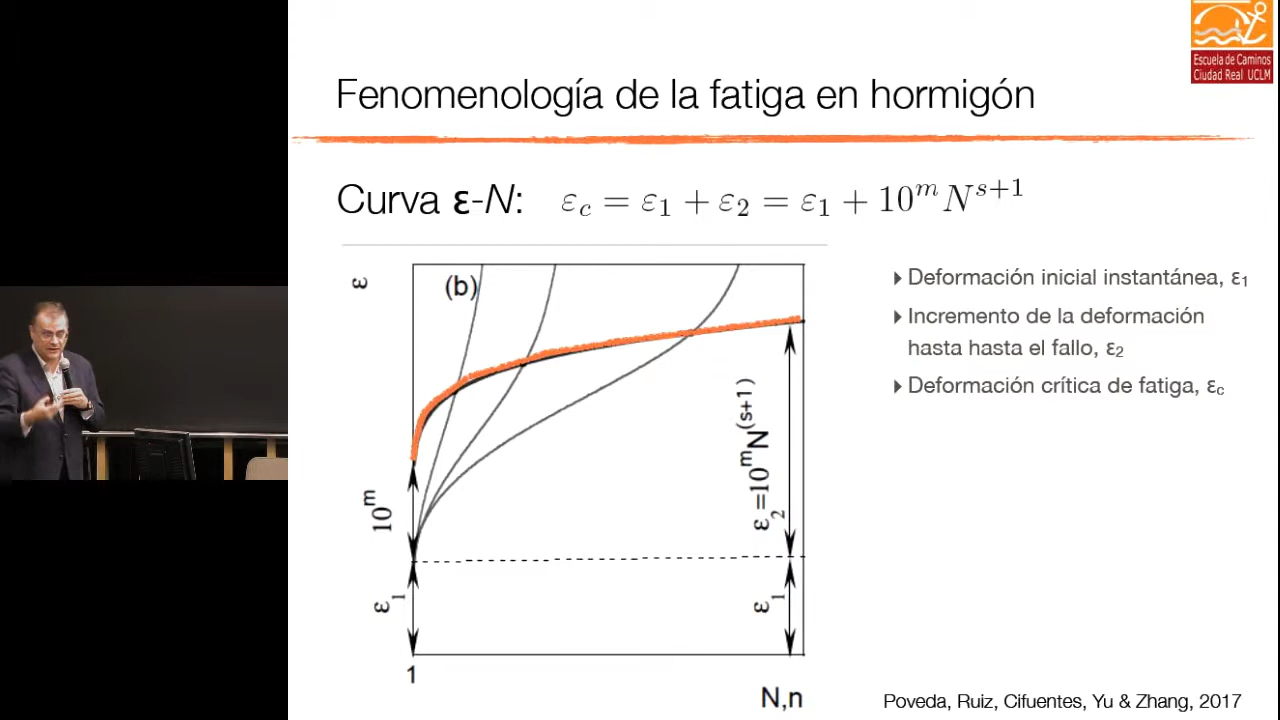 Escuela de Caminos
Ciudad Real UCLM
Fenomenología de la fatiga en hormigón
Curva ε-N: ε_c = ε_1 + ε_2 = ε_1 + 10^m N^{s+1}
ε
(b)
10^m
ε_1
ε_2=10^m N^(s+1)
ε_1
1
N,n
Deformación inicial instantánea, ε₁
Incremento de la deformación
hasta hasta el fallo, ε₂
Deformación crítica de fatiga, ε_c
Poveda, Ruiz, Cifuentes, Yu & Zhang, 2017